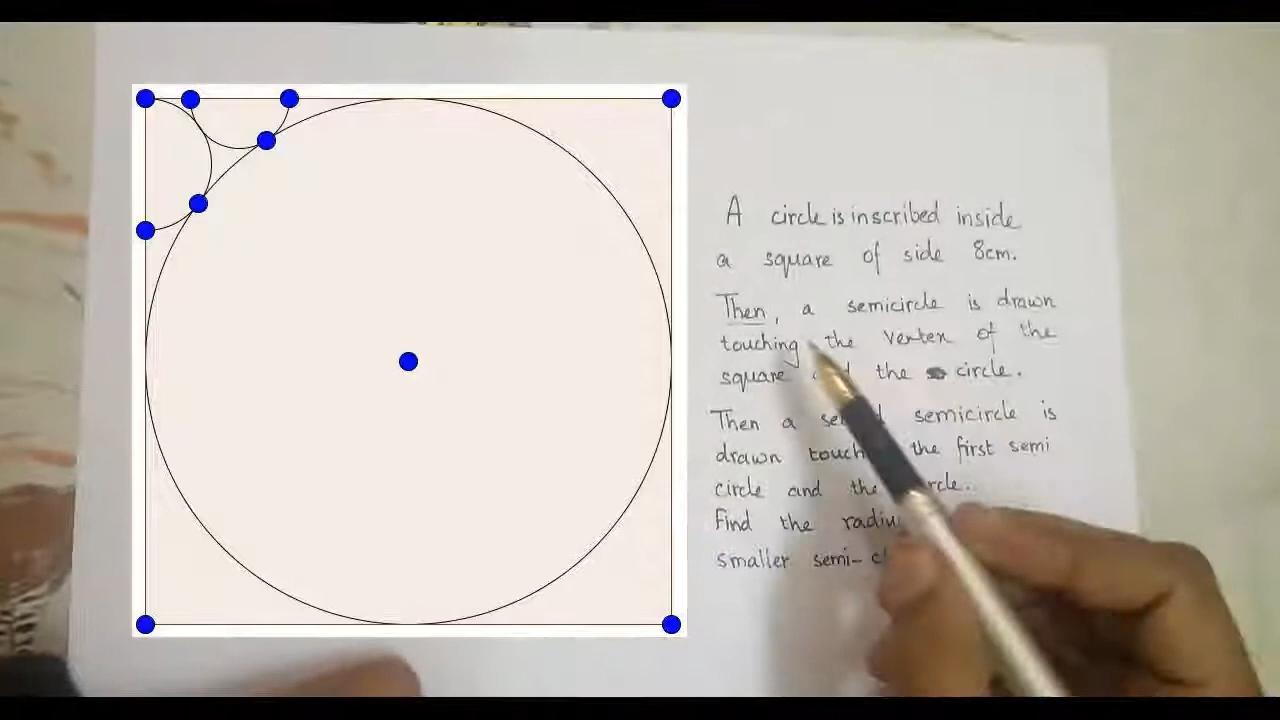 A circle is inscribed inside
a square of side 8cm.
Then, a semicircle is drawn
touching the vertex of the
square the circle.
Then a semicircle is
drawn the first semi
circle and the
Find the
smaller semi-